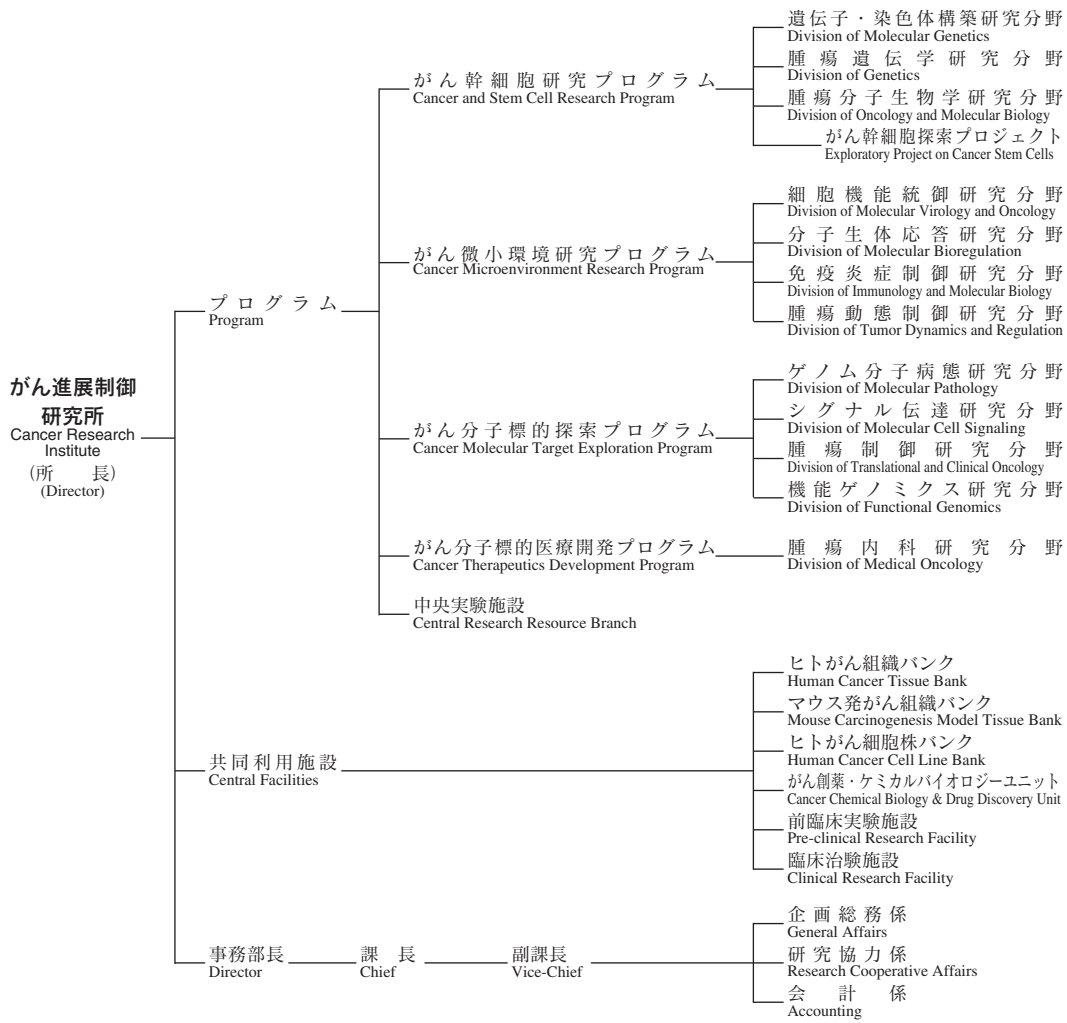 がん進展制御
研究所
Cancer Research
Institute
(所　長)
(Director)
プログラム
Program
がん幹細胞研究プログラム
Cancer and Stem Cell Research Program
遺伝子・染色体構築研究分野
Division of Molecular Genetics
腫瘍遺伝学研究分野
Division of Genetics
腫瘍分子生物学研究分野
Division of Oncology and Molecular Biology
がん幹細胞探索プロジェクト
Exploratory Project on Cancer Stem Cells
がん微小環境研究プログラム
Cancer Microenvironment Research Program
細胞機能統御研究分野
Division of Molecular Virology and Oncology
分子生体応答研究分野
Division of Molecular Bioregulation
免疫炎症制御研究分野
Division of Immunology and Molecular Biology
腫瘍動態制御研究分野
Division of Tumor Dynamics and Regulation
がん分子標的探索プログラム
Cancer Molecular Target Exploration Program
ゲノム分子病態研究分野
Division of Molecular Pathology
シグナル伝達研究分野
Division of Molecular Cell Signaling
腫瘍制御研究分野
Division of Translational and Clinical Oncology
機能ゲノミクス研究分野
Division of Functional Genomics
がん分子標的医療開発プログラム
Cancer Therapeutics Development Program
腫瘍内科研究分野
Division of Medical Oncology
中央実験施設
Central Research Resource Branch
共同利用施設
Central Facilities
ヒトがん組織バンク
Human Cancer Tissue Bank
マウス発がん組織バンク
Mouse Carcinogenesis Model Tissue Bank
ヒトがん細胞株バンク
Human Cancer Cell Line Bank
がん創薬・ケミカルバイオロジーユニット
Cancer Chemical Biology & Drug Discovery Unit
前臨床実験施設
Pre-clinical Research Facility
臨床治験施設
Clinical Research Facility
事務部長
Director
課　長
Chief
副課長
Vice-Chief
企画総務係
General Affairs
研究協力係
Research Cooperative Affairs
会計係
Accounting